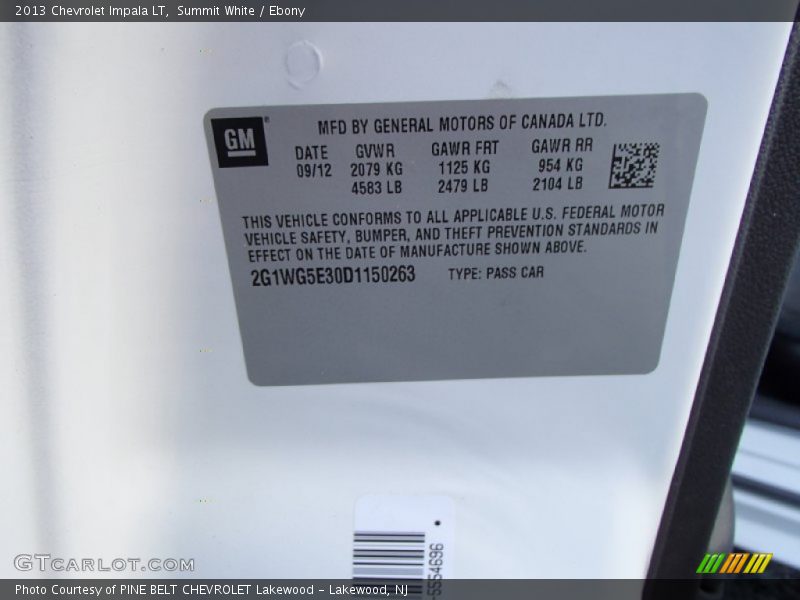 2013 Chevrolet Impala LT, Summit White / Ebony
GM®
MFD BY GENERAL MOTORS OF CANADA LTD.
DATE GVWR GAWR FRT GAWR RR
09/12 2079 KG 1125 KG 954 KG
4583 LB 2479 LB 2104 LB
THIS VEHICLE CONFORMS TO ALL APPLICABLE U.S. FEDERAL MOTOR
VEHICLE SAFETY, BUMPER, AND THEFT PREVENTION STANDARDS IN
EFFECT ON THE DATE OF MANUFACTURE SHOWN ABOVE.
2G1WG5E30D1150263 TYPE: PASS CAR
5554696
GTCARLOT.COM
Photo Courtesy of PINE BELT CHEVROLET Lakewood - Lakewood, NJ